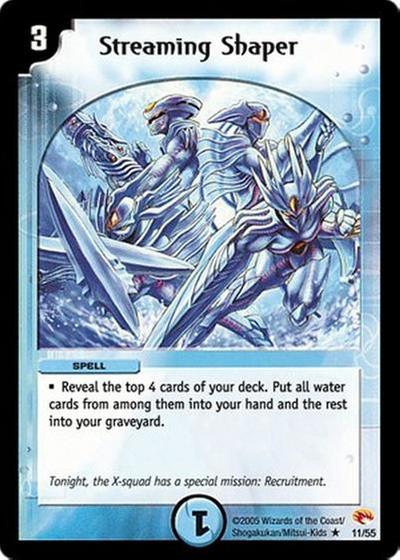 3
Streaming Shaper
SPELL
▪ Reveal the top 4 cards of your deck. Put all water
cards from among them into your hand and the rest
into your graveyard.
Tonight, the X-squad has a special mission: Recruitment.
1
©2005 Wizards of the Coast/
Shogakukan/Mitsui-Kids ★ 11/55